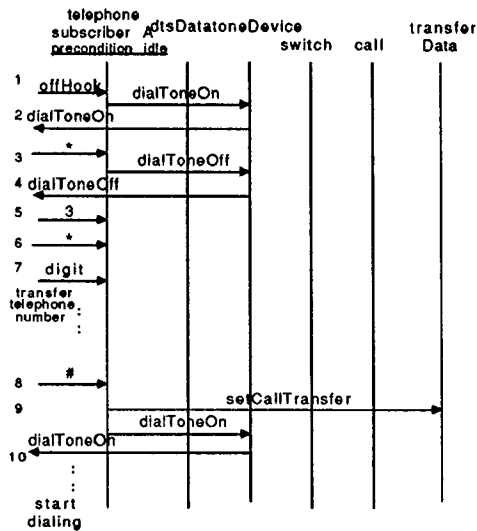 telephone
subscriber A dtsDatatoneDevice
precondition idle
switch call transfer
Data
1 offHook
dialToneOn
2 dialToneOn
3 *
dialToneOff
4 dialToneOff
5 3
6 *
7 digit
transfer
telephone
number
8 #
9 setCallTransfer
dialToneOn
dialToneOn
10
start
dialing